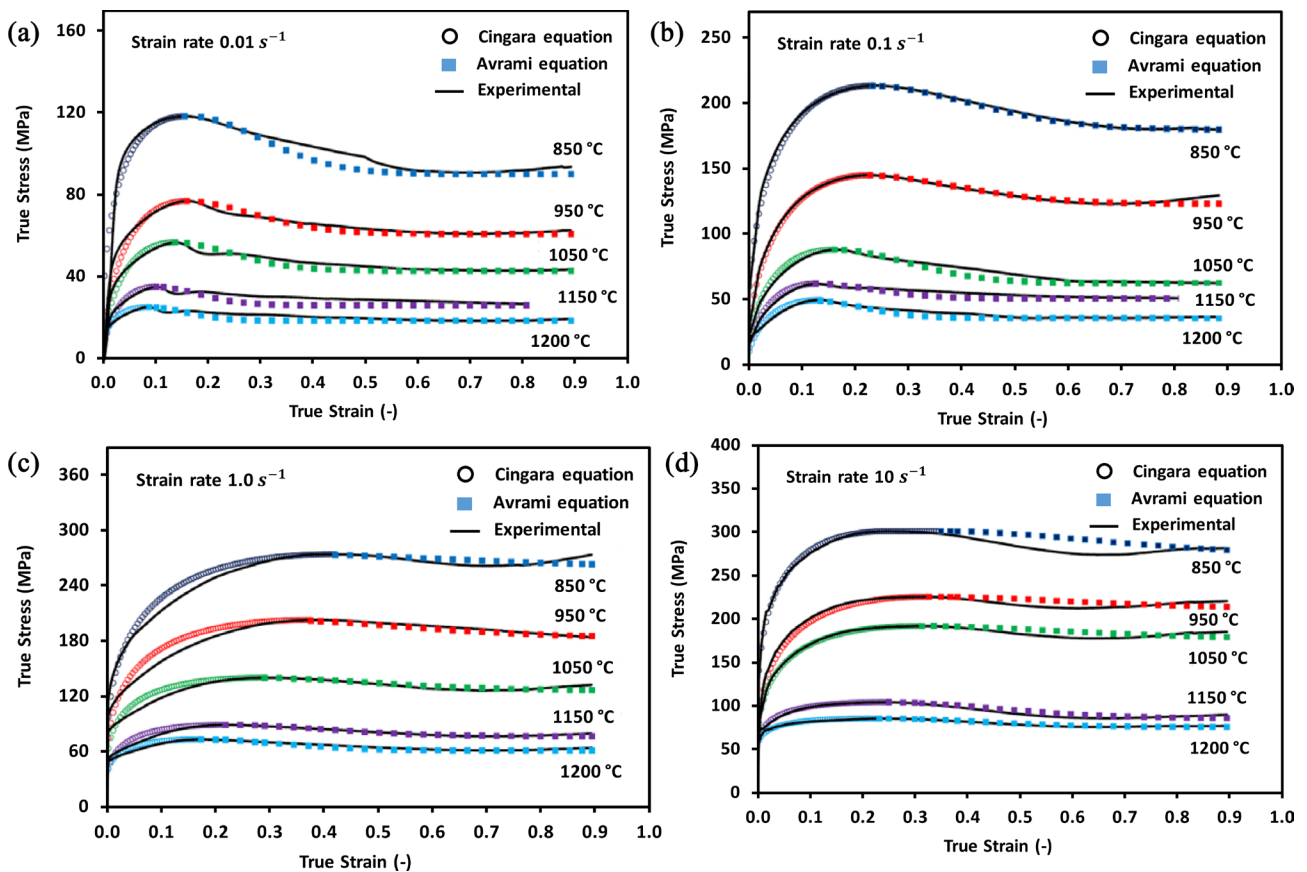 (a)
Strain rate 0.01 s⁻¹
Cingara equation
Avrami equation
Experimental
True Stress (MPa)
160
120
80
40
0
850 °C
950 °C
1050 °C
1150 °C
1200 °C
0.0 0.1 0.2 0.3 0.4 0.5 0.6 0.7 0.8 0.9 1.0
True Strain (-)
(b)
Strain rate 0.1 s⁻¹
Cingara equation
Avrami equation
Experimental
True Stress (MPa)
250
200
150
100
50
0
850 °C
950 °C
1050 °C
1150 °C
1200 °C
0.0 0.1 0.2 0.3 0.4 0.5 0.6 0.7 0.8 0.9 1.0
True Strain (-)
(c)
Strain rate 1.0 s⁻¹
Cingara equation
Avrami equation
Experimental
True Stress (MPa)
360
300
240
180
120
60
0
850 °C
950 °C
1050 °C
1150 °C
1200 °C
0.0 0.1 0.2 0.3 0.4 0.5 0.6 0.7 0.8 0.9 1.0
True Strain (-)
(d)
Strain rate 10 s⁻¹
Cingara equation
Avrami equation
Experimental
True Stress (MPa)
400
350
300
250
200
150
100
50
0
850 °C
950 °C
1050 °C
1150 °C
1200 °C
0.0 0.1 0.2 0.3 0.4 0.5 0.6 0.7 0.8 0.9 1.0
True Strain (-)